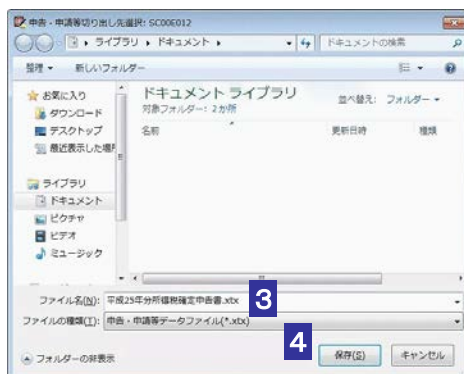 申告・申請等切り出し先選択: SC00E012
ライブラリ ドキュメント ドキュメントの検索
整理 新しいフォルダー
お気に入り
ダウンロード
デスクトップ
最近表示した場所
ライブラリ
ドキュメント
ピクチャ
ビデオ
ミュージック
ドキュメント ライブラリ
対象フォルダー: 2か所
並べ替え: フォルダー
名前 更新日時 種類
ファイル名(N): 平成25年分所得税確定申告書.xtx
3
ファイルの種類(T): 申告・申請等データファイル(*.xtx)
4
フォルダーの非表示 保存(S) キャンセル